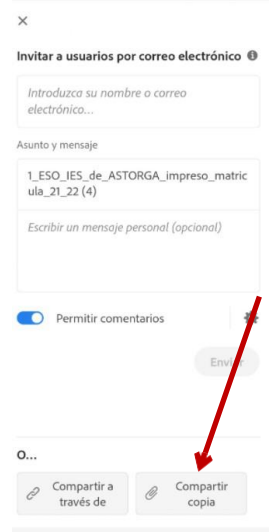 Invitar a usuarios por correo electrónico
Introduzca su nombre o correo
electrónico...
Asunto y mensaje
1_ESO_IES_de_ASTORGA_impreso_matric
ula_21_22 (4)
Escribir un mensaje personal (opcional)
Permitir comentarios
Enviar
O...
Compartir a
través de
Compartir
copia